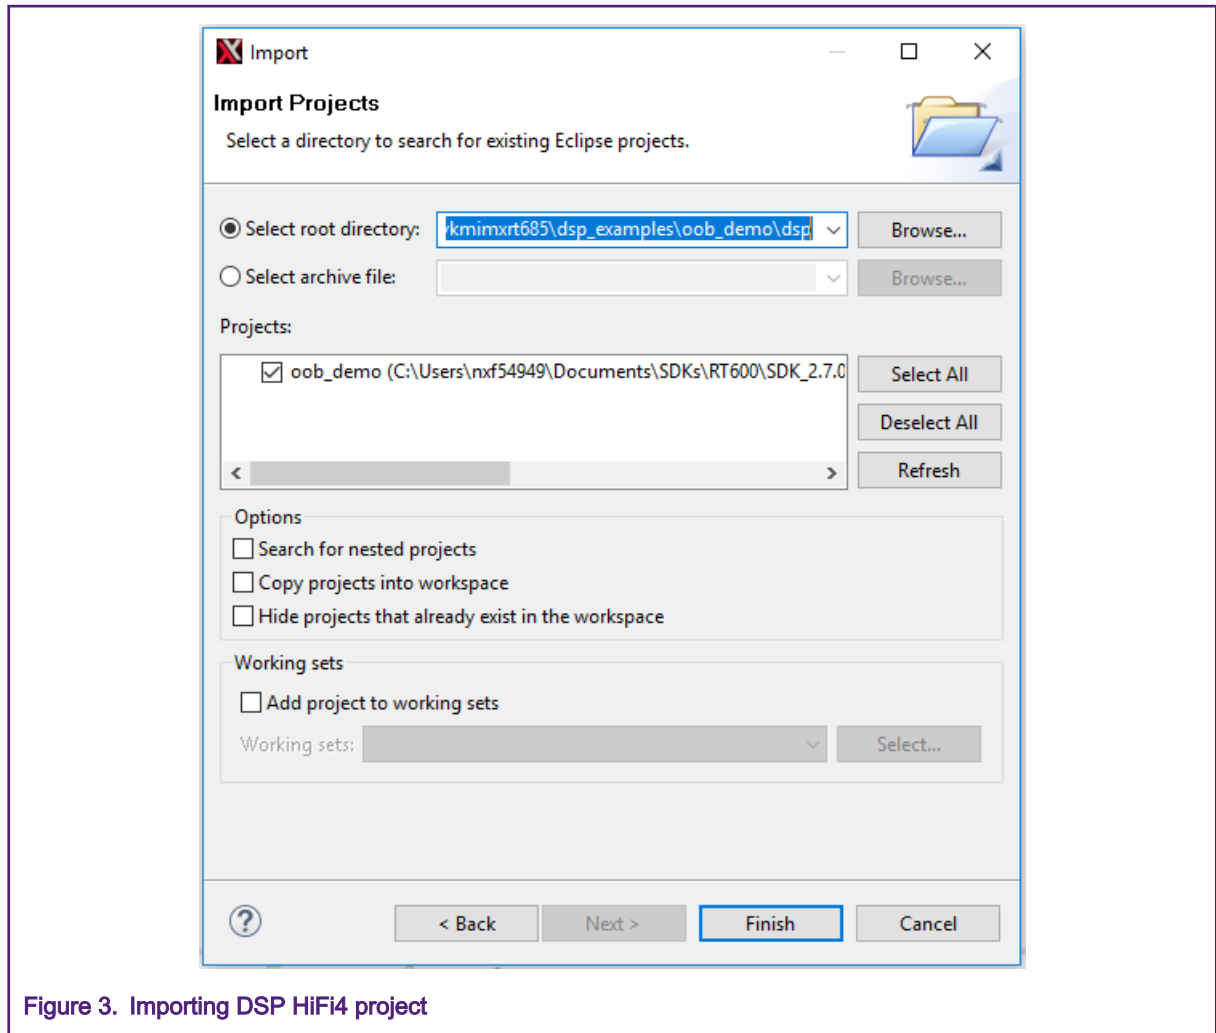 Import
Import Projects
Select a directory to search for existing Eclipse projects.
Select root directory: vkmimxrt685\dsp_examples\oob_demo\dsp Browse...
Select archive file: Browse...
Projects:
oob_demo (C:\Users\nxf54949\Documents\SDKs\RT600\SDK_2.7.0
Select All
Deselect All
Refresh
Options
Search for nested projects
Copy projects into workspace
Hide projects that already exist in the workspace
Working sets
Add project to working sets
Working sets: Select...
? < Back Next > Finish Cancel
Figure 3. Importing DSP HiFi4 project